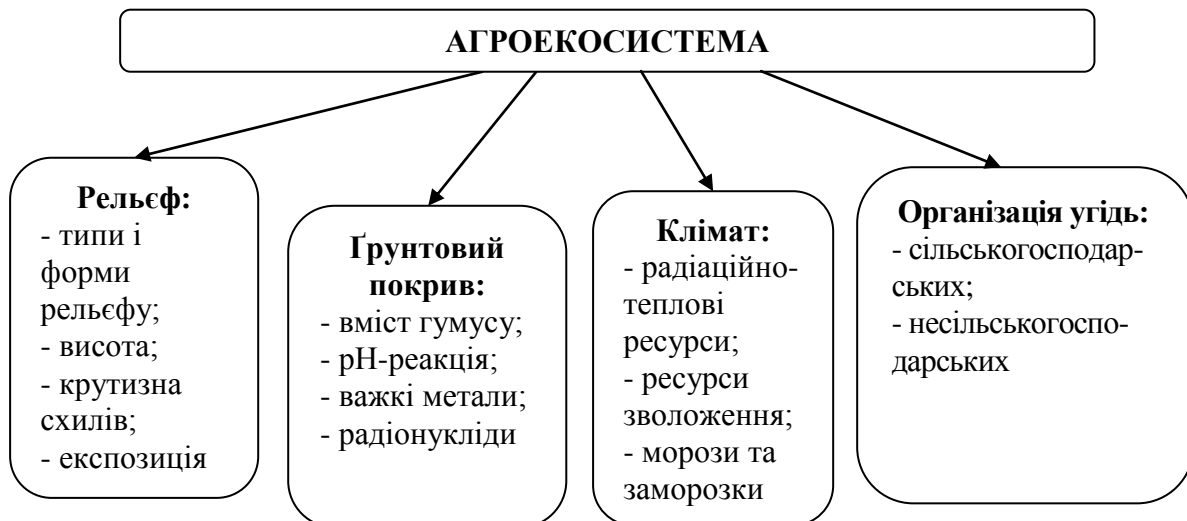 АГРОЕКОСИСТЕМА
Рельєф:
- типи і
форми
рельєфу;
- висота;
- крутизна
схилів;
- експозиція
Ґрунтовий
покрив:
- вміст гумусу;
- рН-реакція;
- важкі метали;
- радіонукліди
Клімат:
- радіаційно-
теплові
ресурси;
- ресурси
зволоження;
- морози та
заморозки
Організація угідь:
- сільськогосподар-
ських;
- несільськогоспо-
дарських